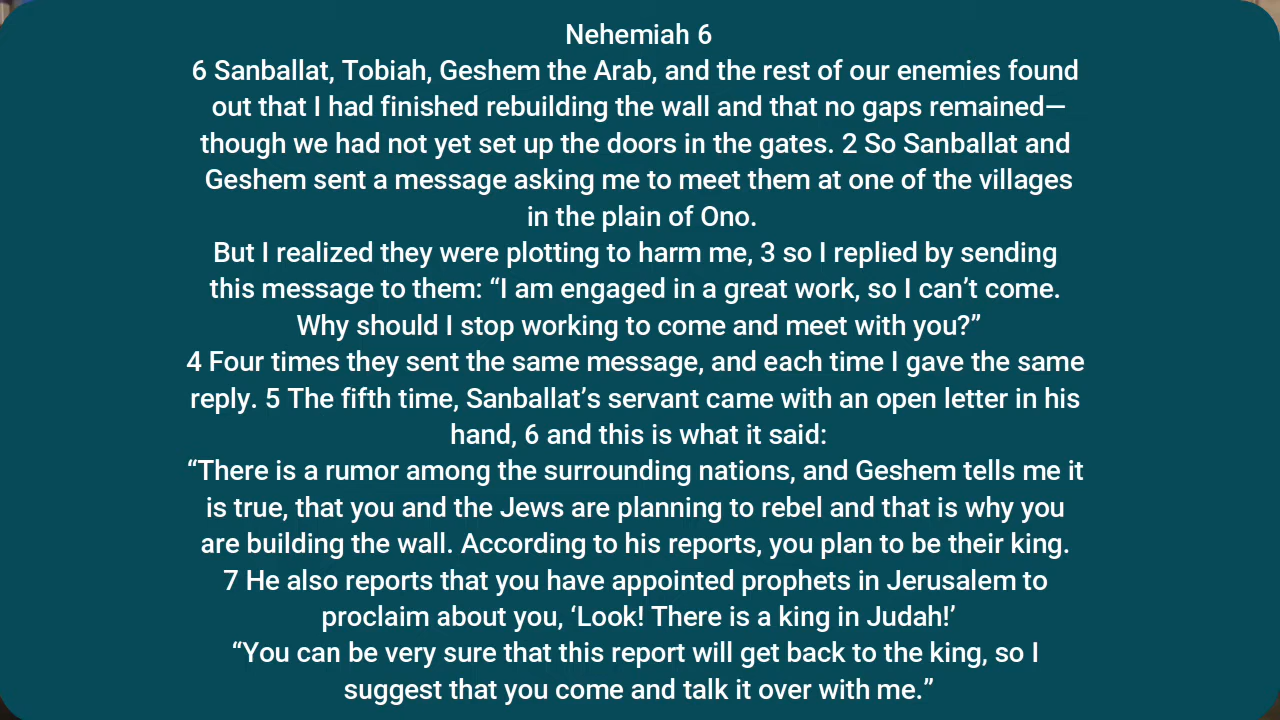 Nehemiah 6
6 Sanballat, Tobiah, Geshem the Arab, and the rest of our enemies found
out that I had finished rebuilding the wall and that no gaps remained—
though we had not yet set up the doors in the gates. 2 So Sanballat and
Geshem sent a message asking me to meet them at one of the villages
in the plain of Ono.
But I realized they were plotting to harm me, 3 so I replied by sending
this message to them: “I am engaged in a great work, so I can’t come.
Why should I stop working to come and meet with you?”
4 Four times they sent the same message, and each time I gave the same
reply. 5 The fifth time, Sanballat’s servant came with an open letter in his
hand, 6 and this is what it said:
“There is a rumor among the surrounding nations, and Geshem tells me it
is true, that you and the Jews are planning to rebel and that is why you
are building the wall. According to his reports, you plan to be their king.
7 He also reports that you have appointed prophets in Jerusalem to
proclaim about you, ‘Look! There is a king in Judah!’
“You can be very sure that this report will get back to the king, so I
suggest that you come and talk it over with me.”